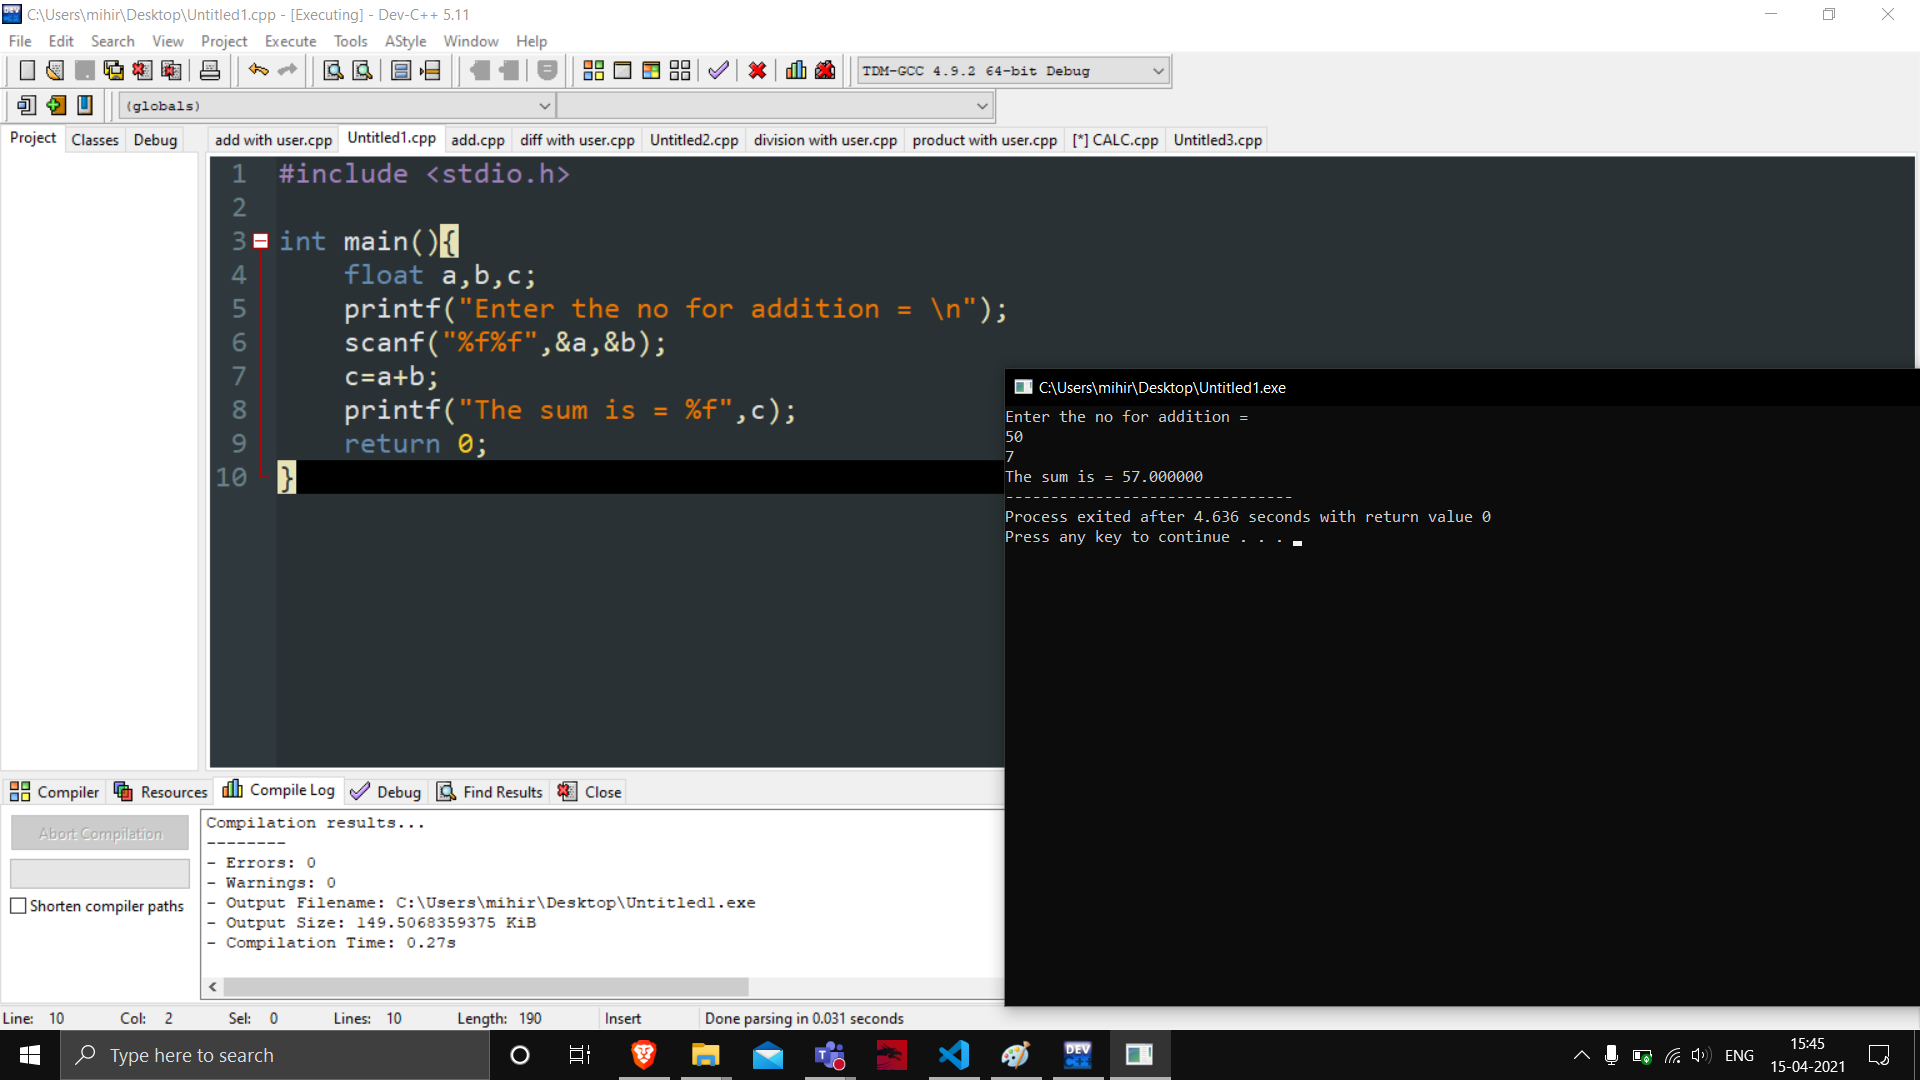 C:\Users\mihir\Desktop\Untitled1.cpp - [Executing] - Dev-C++ 5.11
File Edit Search View Project Execute Tools AStyle Window Help
TDM-GCC 4.9.2 64-bit Debug
(globals)
Project Classes Debug
add with user.cpp Untitled1.cpp add.cpp diff with user.cpp Untitled2.cpp division with user.cpp product with user.cpp [*] CALC.cpp Untitled3.cpp
1 #include <stdio.h>
2
3 int main(){
4 float a,b,c;
5 printf("Enter the no for addition = \n");
6 scanf("%f%f",&a,&b);
7 c=a+b;
8 printf("The sum is = %f",c);
9 return 0;
10 }
C:\Users\mihir\Desktop\Untitled1.exe
Enter the no for addition =
50
7
The sum is = 57.000000
--------------------------------
Process exited after 4.636 seconds with return value 0
Press any key to continue . . .
Compiler Resources Compile Log Debug Find Results Close
Abort Compilation
Shorten compiler paths
Compilation results...
--------
- Errors: 0
- Warnings: 0
- Output Filename: C:\Users\mihir\Desktop\Untitled1.exe
- Output Size: 149.5068359375 KiB
- Compilation Time: 0.27s
Line: 10 Col: 2 Sel: 0 Lines: 10 Length: 190 Insert Done parsing in 0.031 seconds
Type here to search
DEV C++
ENG
15:45
15-04-2021